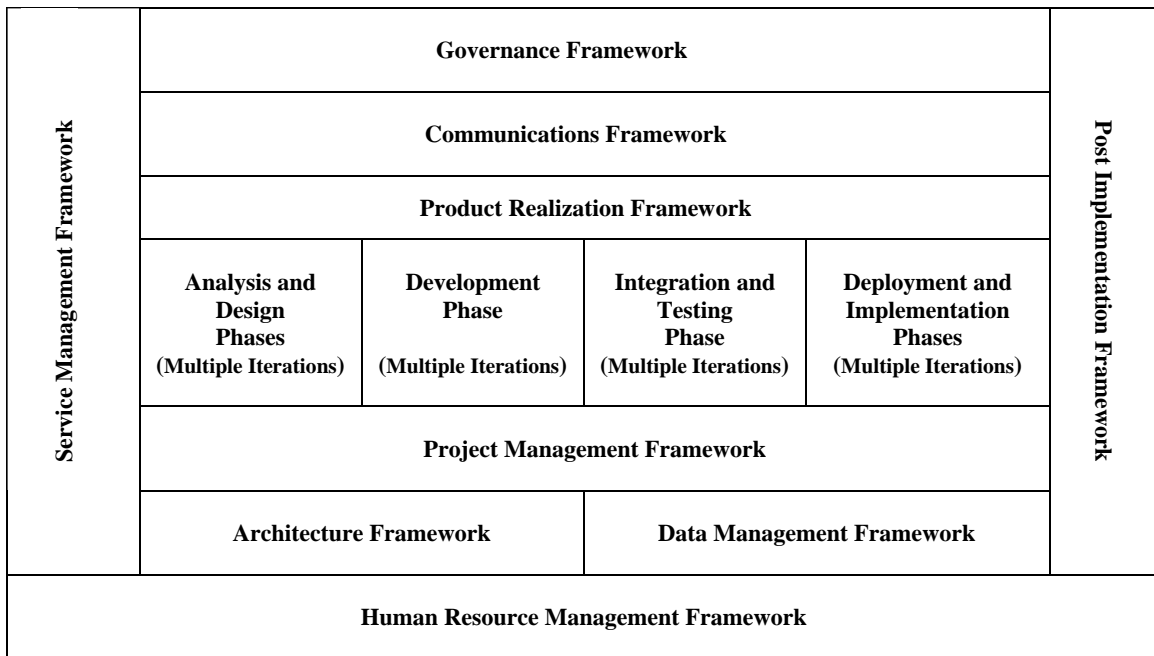 Service Management Framework
Governance Framework
Communications Framework
Product Realization Framework
Analysis and
Design
Phases
(Multiple Iterations)
Development
Phase
(Multiple Iterations)
Integration and
Testing
Phase
(Multiple Iterations)
Deployment and
Implementation
Phases
(Multiple Iterations)
Project Management Framework
Architecture Framework
Data Management Framework
Post Implementation Framework
Human Resource Management Framework